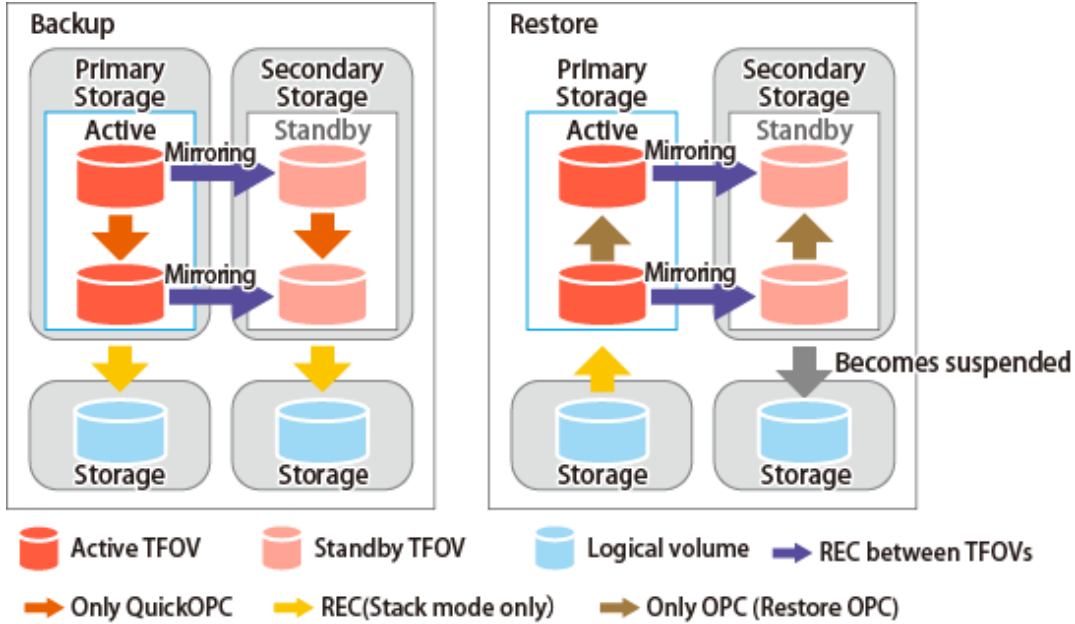 Backup
Primary
Storage
Secondary
Storage
Active
Standby
Mirroring
Mirroring
Storage
Storage
Restore
Primary
Storage
Secondary
Storage
Active
Standby
Mirroring
Mirroring
Becomes suspended
Storage
Storage
Active TFOV
Standby TFOV
Logical volume
REC between TFOVs
Only QuickOPC
REC(Stack mode only)
Only OPC (Restore OPC)